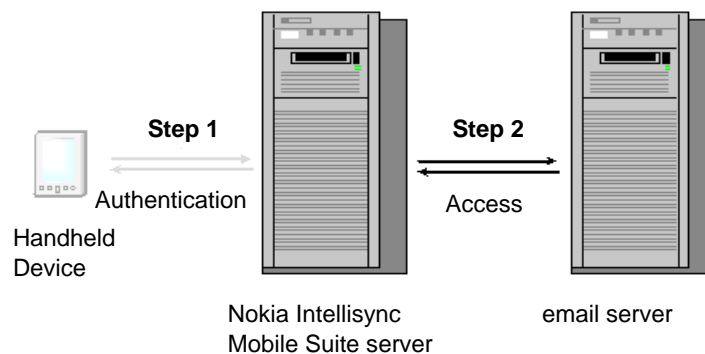 Step 1
Step 2
Authentication
Access
Handheld
Device
Nokia Intellisync
Mobile Suite server
email server